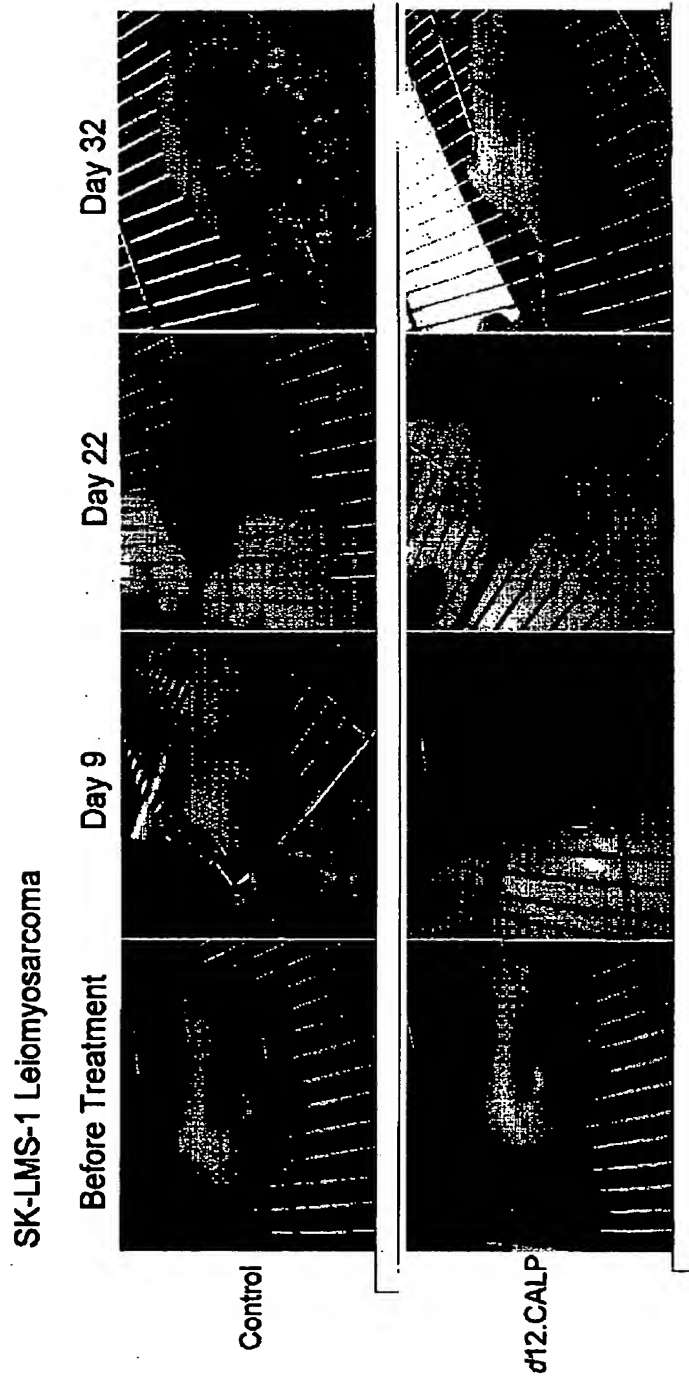 SK-LMS-1 Leiomyosarcoma
Before Treatment Day 9 Day 22 Day 32
Control
d12.CALP